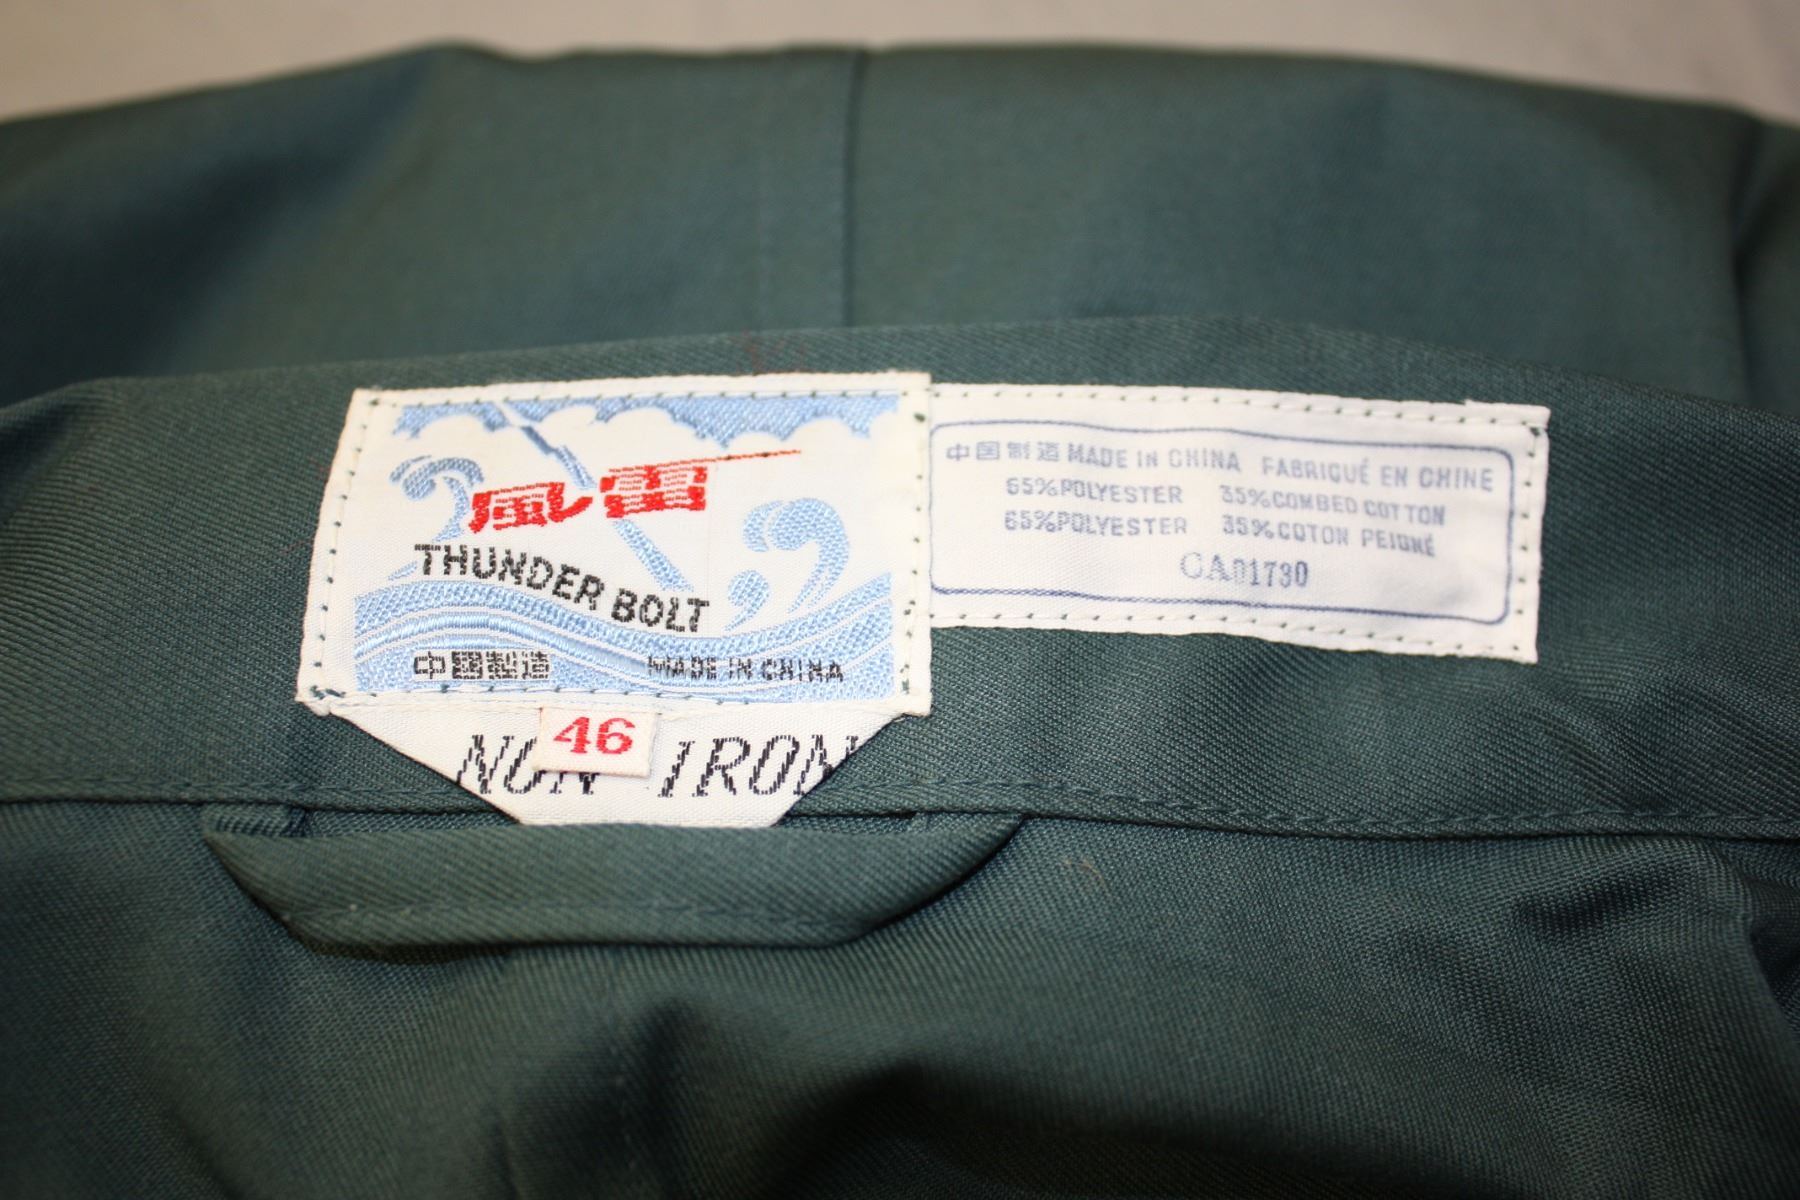 風雷
THUNDER BOLT
中國製造 MADE IN CHINA
46
NON IRON
中国制造 MADE IN CHINA FABRIQUÉ EN CHINE
65%POLYESTER 35%COMBED COTTON
65%POLYESTER 35%COTON PEIGNÉ
CA01730